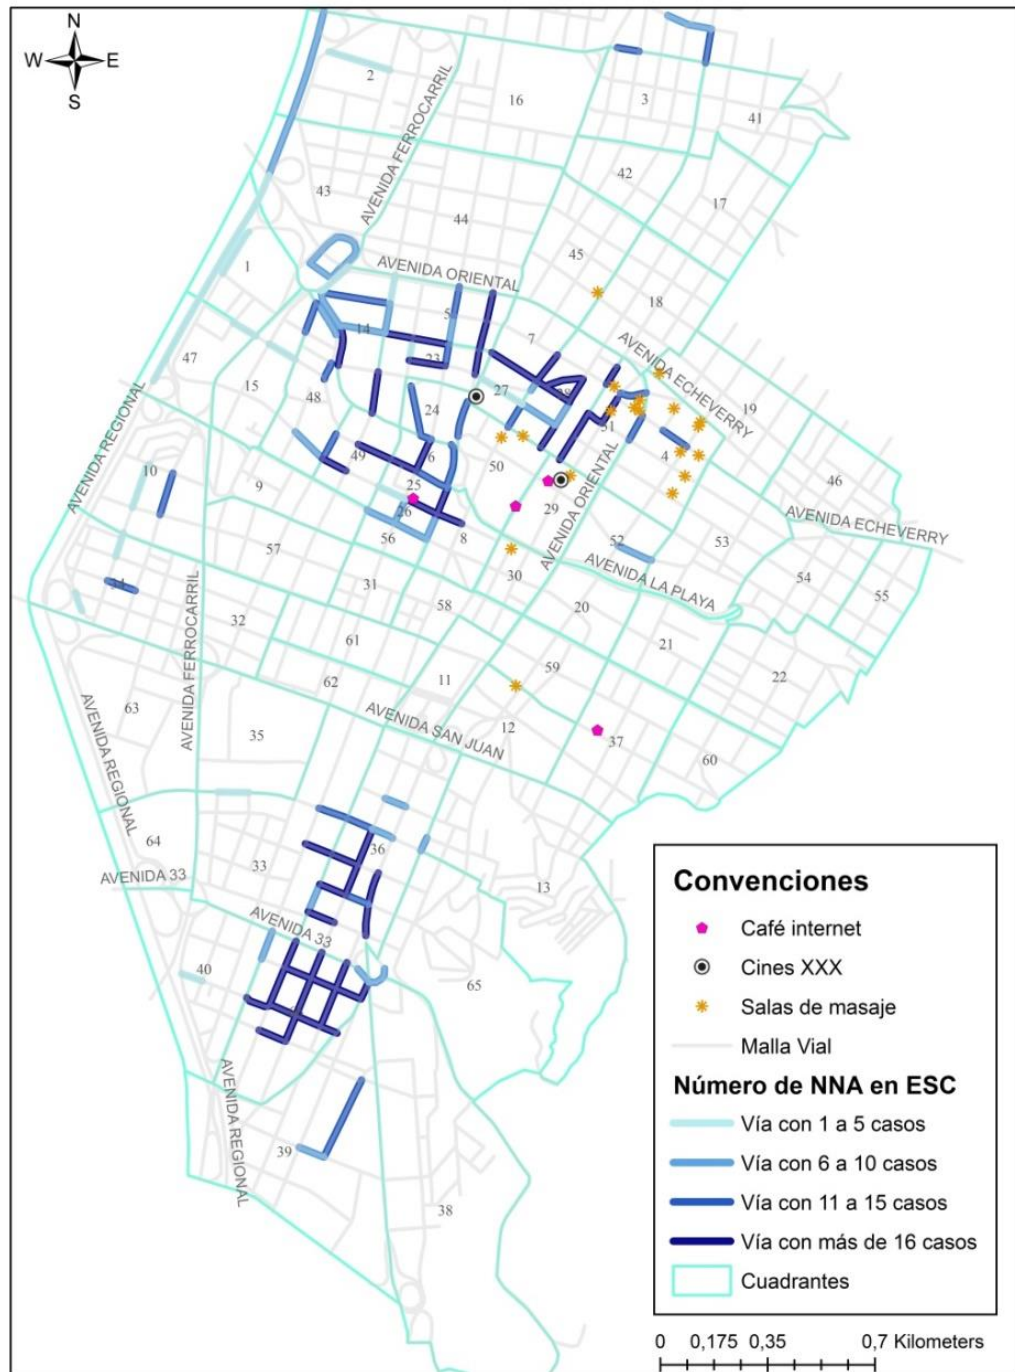 N
W E
S
2
16
3
41
AVENIDA FERROCARRIL
42
17
43
44
45
AVENIDA ORIENTAL
1
18
5
14
7
AVENIDA ECHEVERRY
47
23
15
27
28
19
48
24
AVENIDA REGIONAL
51
49
6
50
4
10
9
25
46
26
29
AVENIDA ORIENTAL
AVENIDA ECHEVERRY
56
8
52
53
57
30
AVENIDA LA PLAYA
54
34
31
55
58
20
AVENIDA FERROCARRIL
32
61
21
59
22
62
11
63
AVENIDA SAN JUAN
12
35
37
60
AVENIDA REGIONAL
64
36
33
13
AVENIDA 33
AVENIDA 33
40
65
AVENIDA REGIONAL
39
38
Convenciones
Café internet
Cines XXX
Salas de masaje
Malla Vial
Número de NNA en ESC
Vía con 1 a 5 casos
Vía con 6 a 10 casos
Vía con 11 a 15 casos
Vía con más de 16 casos
Cuadrantes
0 0,175 0,35 0,7 Kilometers